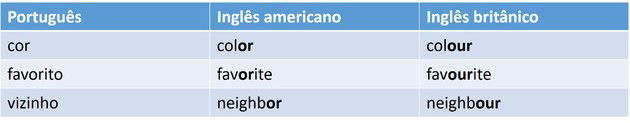 Português Inglês americano Inglês britânico
cor color colour
favorito favorite favourite
vizinho neighbor neighbour